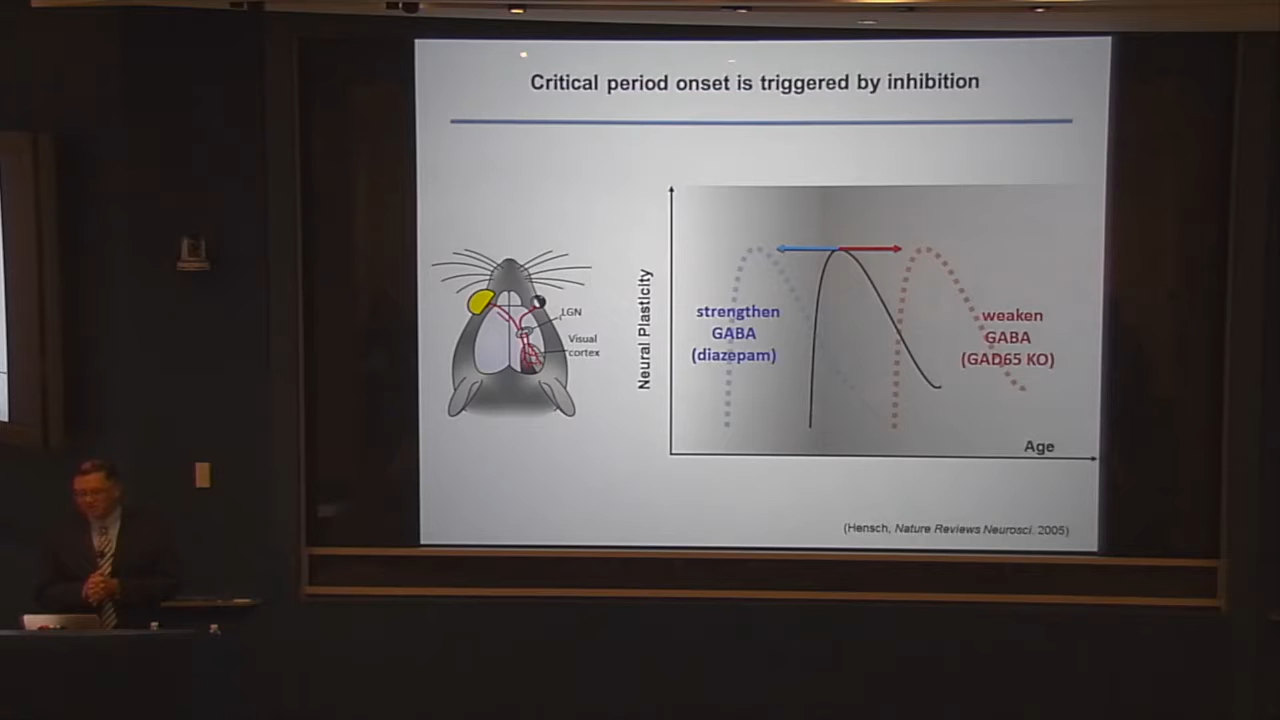 Critical period onset is triggered by inhibition
LGN
Visual
cortex
Neural Plasticity
strengthen
GABA
(diazepam)
weaken
GABA
(GAD65 KO)
Age
(Hensch, Nature Reviews Neurosci. 2005)